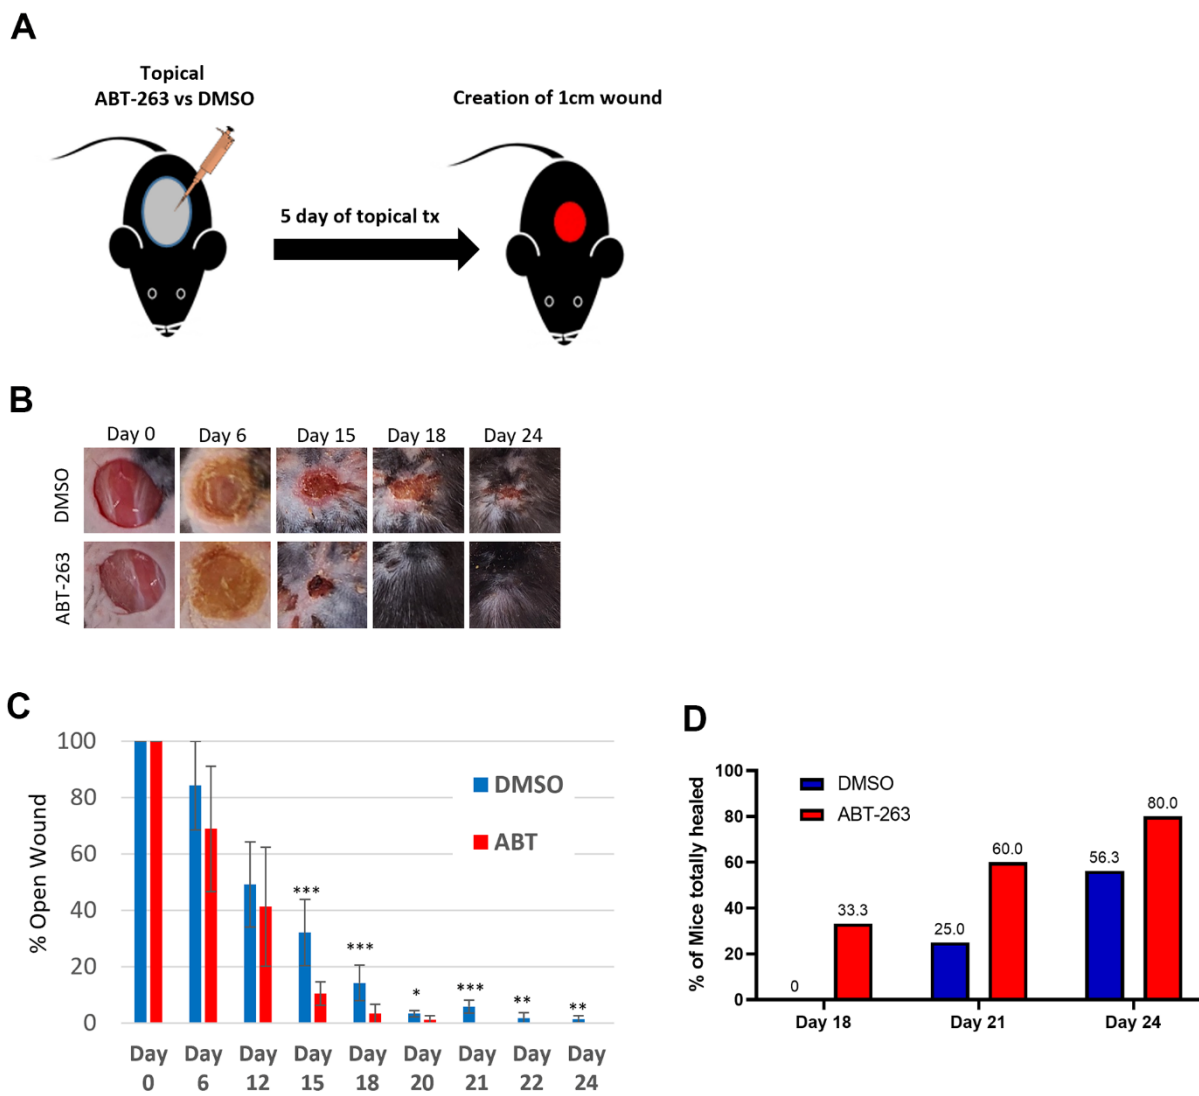 A
Topical
ABT-263 vs DMSO
Creation of 1cm wound
5 day of topical tx
B
Day 0 Day 6 Day 15 Day 18 Day 24
DMSO
ABT-263
C
% Open Wound
100
80
60
40
20
0
DMSO
ABT
***
***
*
***
**
**
Day 0
Day 6
Day 12
Day 15
Day 18
Day 20
Day 21
Day 22
Day 24
D
% of Mice totally healed
100
80
60
40
20
0
DMSO
ABT-263
0
33.3
25.0
60.0
56.3
80.0
Day 18
Day 21
Day 24